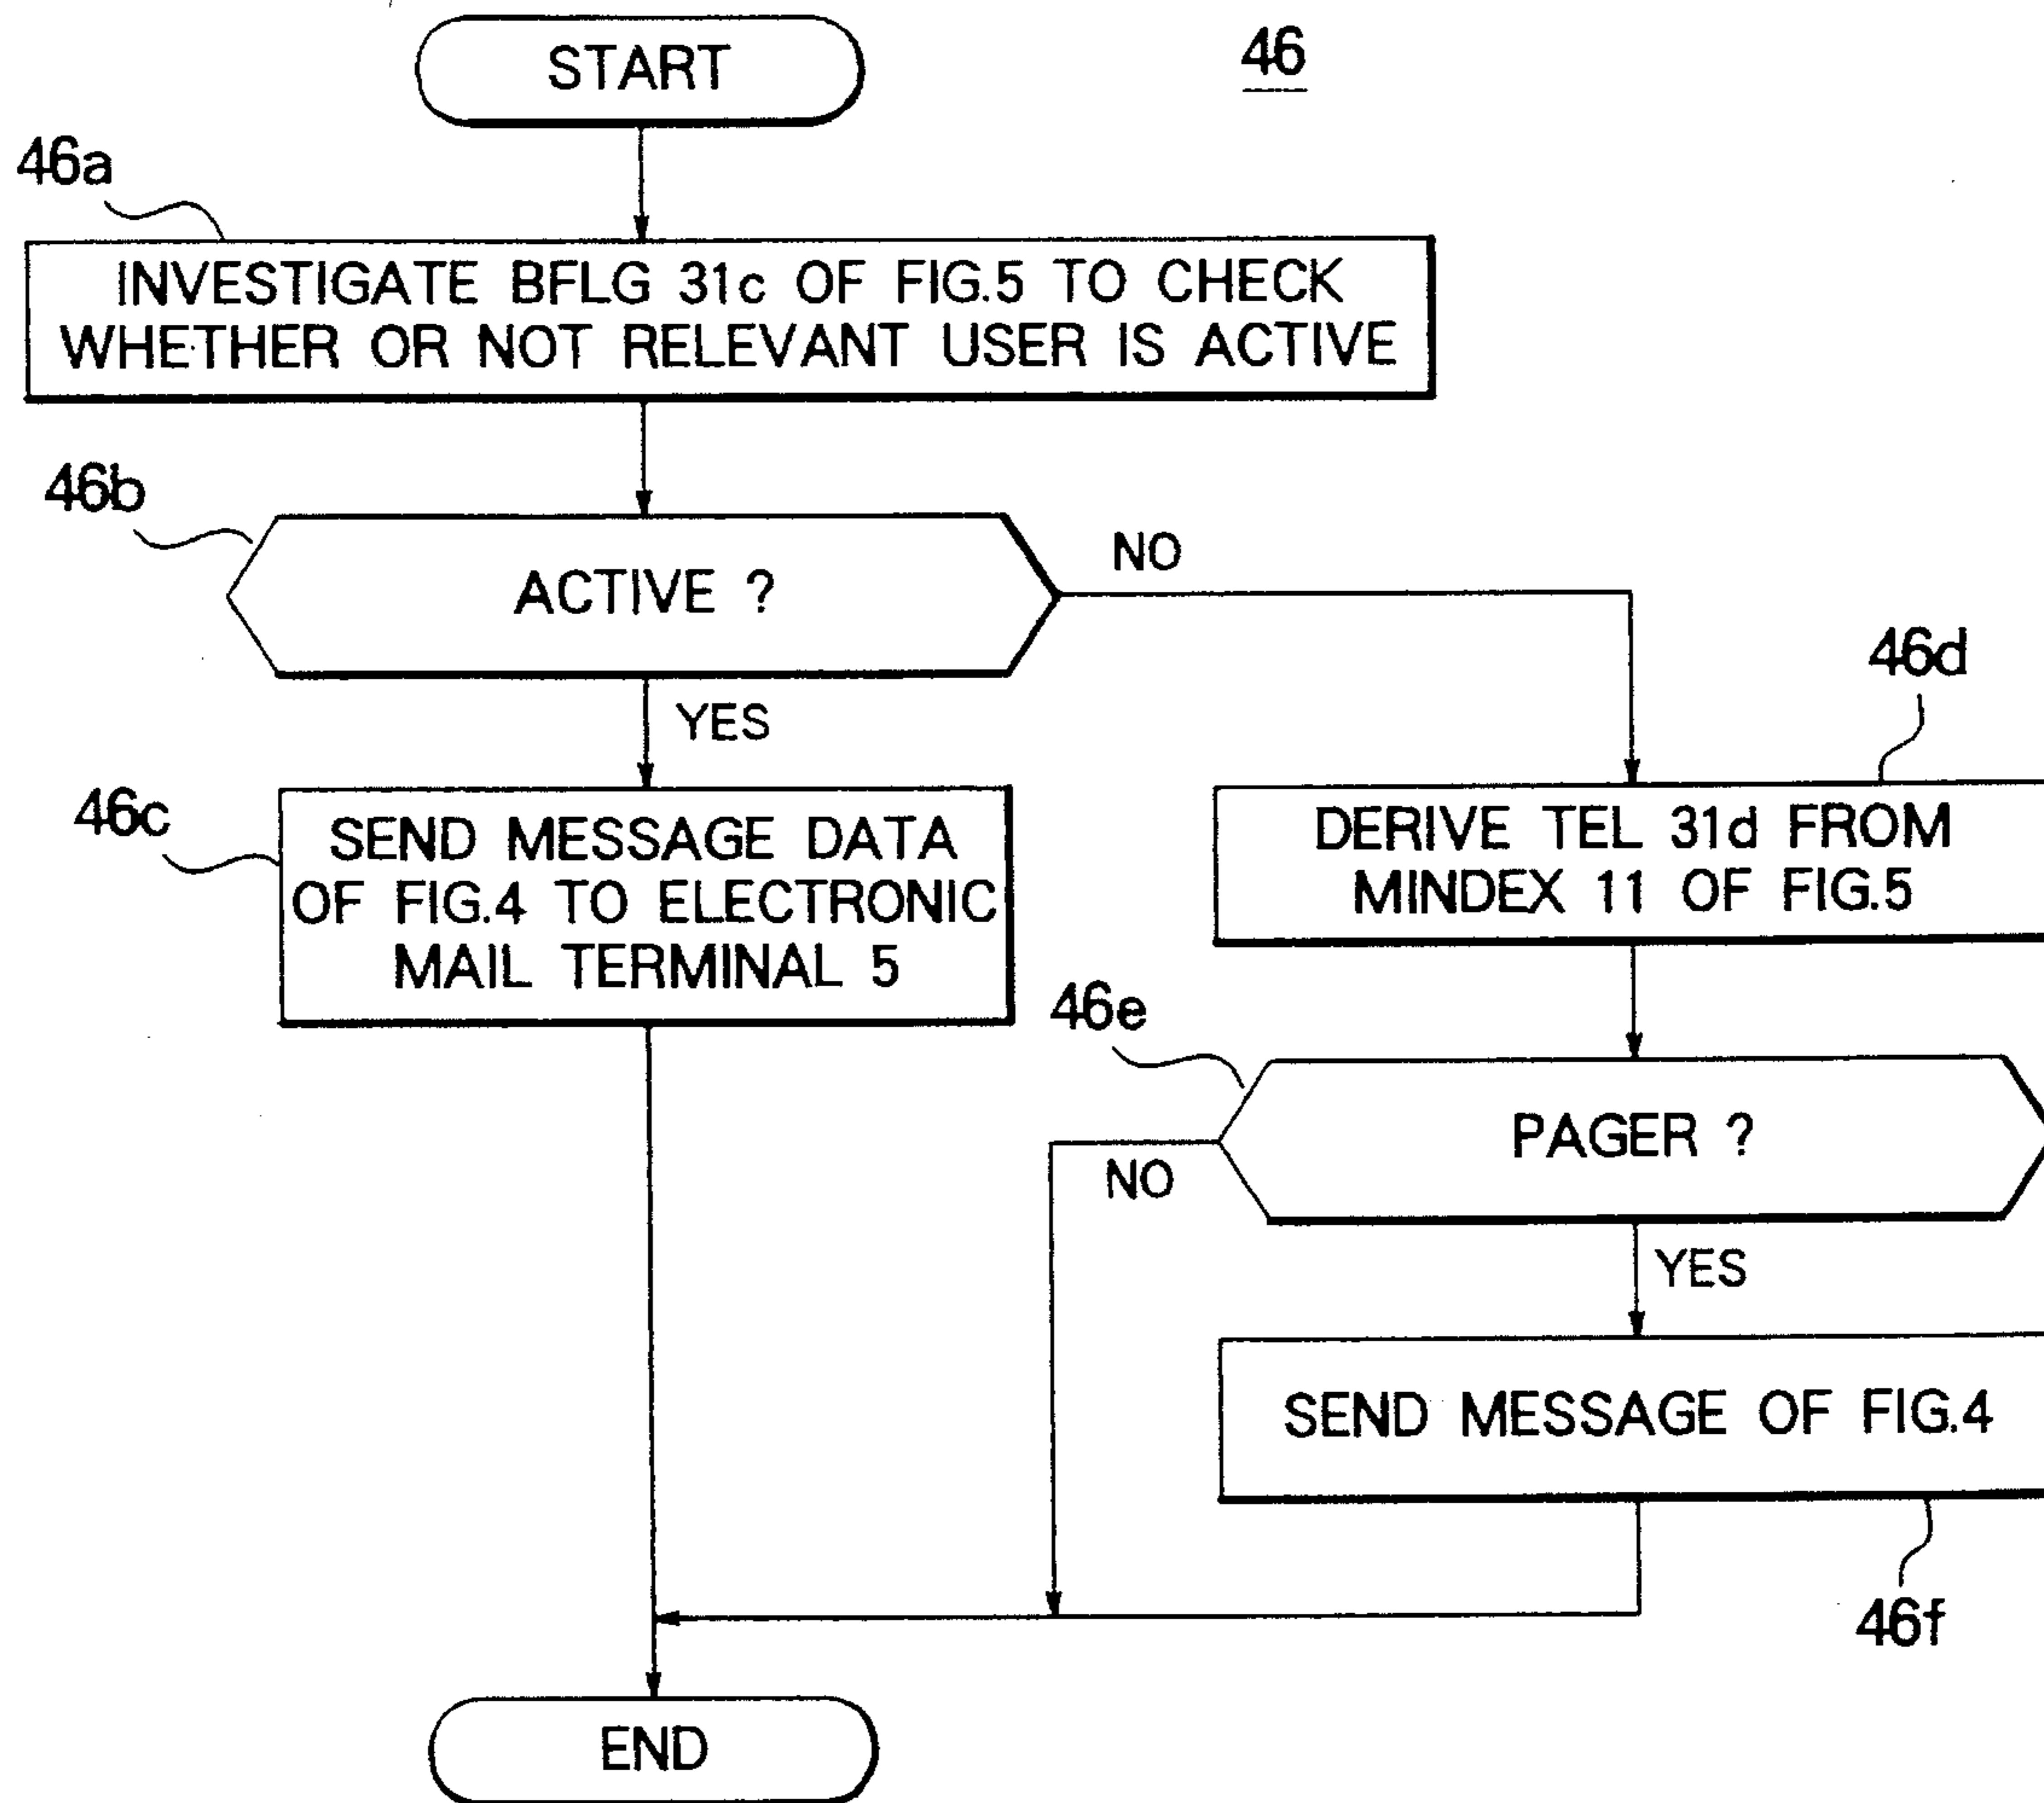 START
46
46a
INVESTIGATE BFLG 31c OF FIG.5 TO CHECK
WHETHER OR NOT RELEVANT USER IS ACTIVE
46b
ACTIVE ?
NO
YES
46c
SEND MESSAGE DATA
OF FIG.4 TO ELECTRONIC
MAIL TERMINAL 5
46d
DERIVE TEL 31d FROM
MINDEX 11 OF FIG.5
46e
PAGER ?
NO
YES
SEND MESSAGE OF FIG.4
46f
END